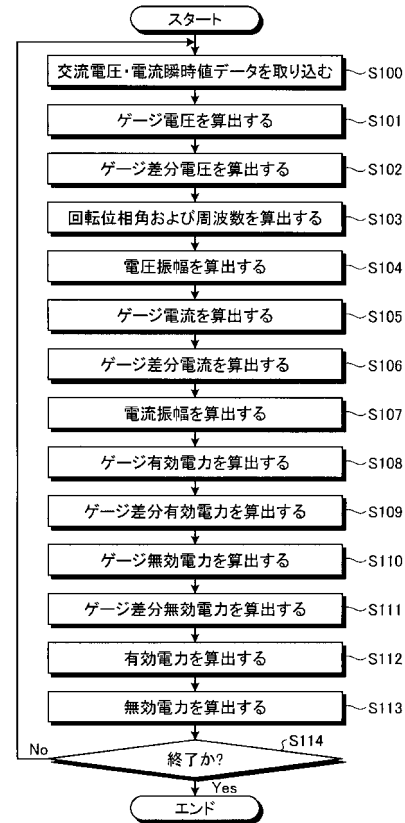 スタート
交流電圧・電流瞬時値データを取り込む S100
ゲージ電圧を算出する S101
ゲージ差分電圧を算出する S102
回転位相角および周波数を算出する S103
電圧振幅を算出する S104
ゲージ電流を算出する S105
ゲージ差分電流を算出する S106
電流振幅を算出する S107
ゲージ有効電力を算出する S108
ゲージ差分有効電力を算出する S109
ゲージ無効電力を算出する S110
ゲージ差分無効電力を算出する S111
有効電力を算出する S112
無効電力を算出する S113
No 終了か? S114
Yes
エンド